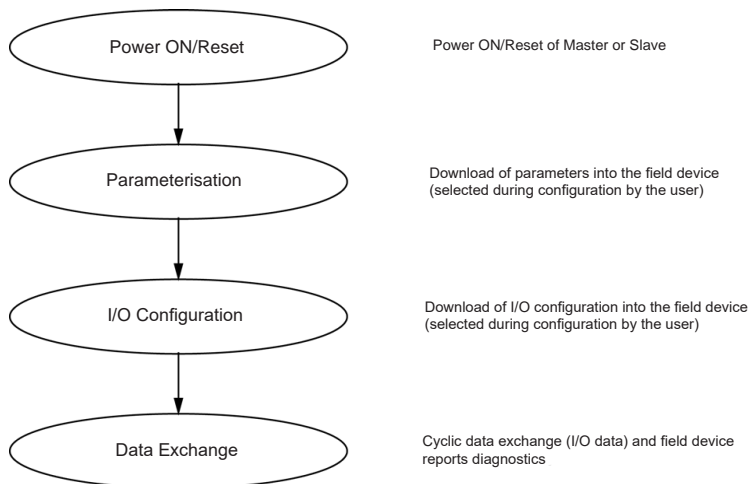 Power ON/Reset
Power ON/Reset of Master or Slave
Parameterisation
Download of parameters into the field device
(selected during configuration by the user)
I/O Configuration
Download of I/O configuration into the field device
(selected during configuration by the user)
Data Exchange
Cyclic data exchange (I/O data) and field device
reports diagnostics